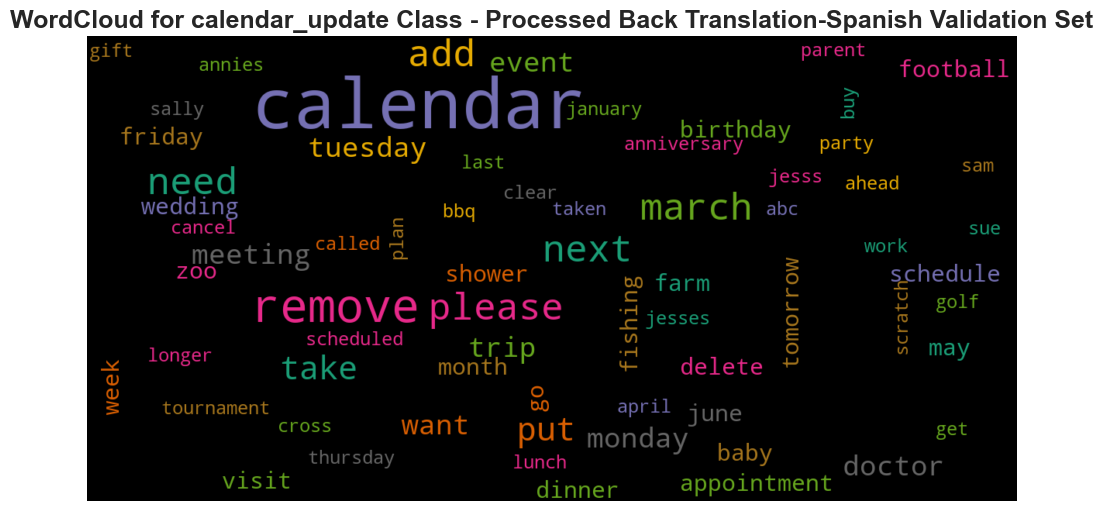 WordCloud for calendar_update Class - Processed Back Translation-Spanish Validation Set
gift
annies
add
event
parent
football
calendar
sally
january
buy
friday
tuesday
birthday
anniversary
party
last
sam
need
clear
jesss
ahead
wedding
bbq
taken
march
abc
cancel
called
plan
next
work
sue
meeting
zoo
shower
farm
schedule
remove
please
fishing
tomorrow
scratch
golf
jesses
scheduled
trip
may
longer
take
month
delete
week
tournament
go
april
june
cross
want
put
monday
get
thursday
lunch
baby
doctor
visit
dinner
appointment